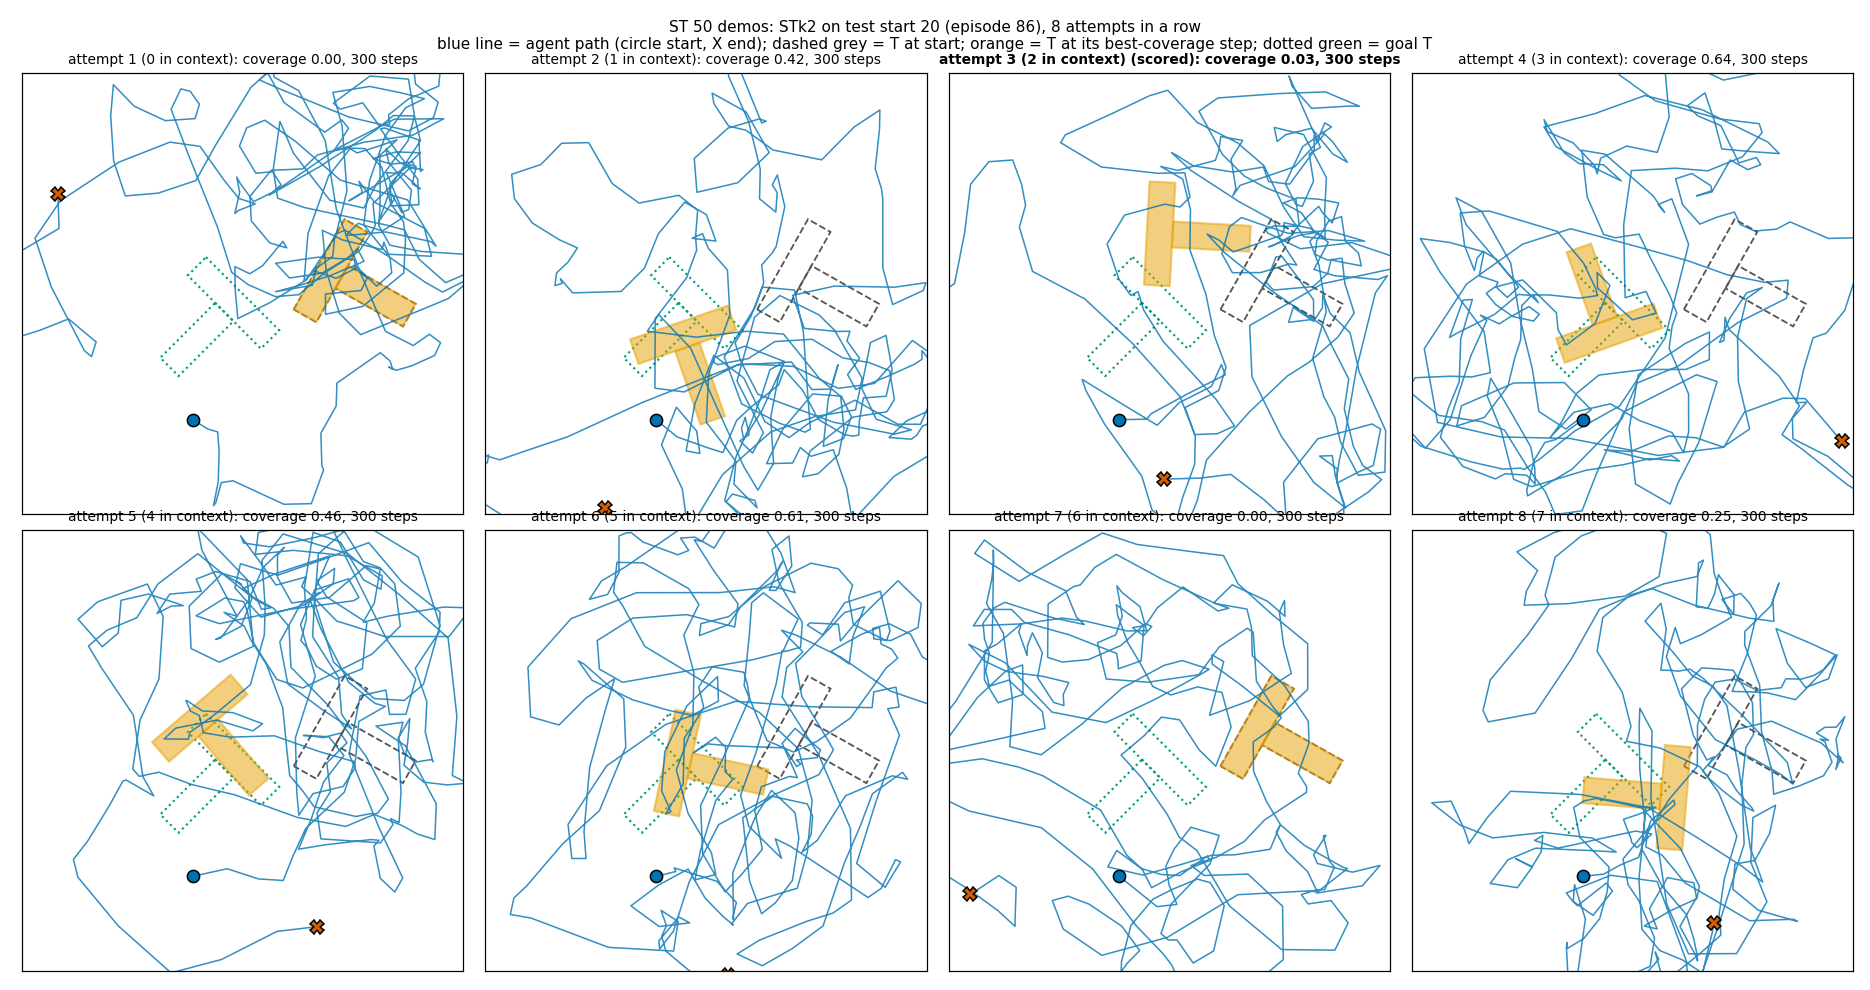 ST 50 demos: STk2 on test start 20 (episode 86), 8 attempts in a row
blue line = agent path (circle start, X end); dashed grey = T at start; orange = T at its best-coverage step; dotted green = goal T
attempt 1 (0 in context): coverage 0.00, 300 steps
attempt 2 (1 in context): coverage 0.42, 300 steps
attempt 3 (2 in context) (scored): coverage 0.03, 300 steps
attempt 4 (3 in context): coverage 0.64, 300 steps
attempt 5 (4 in context): coverage 0.46, 300 steps
attempt 6 (5 in context): coverage 0.61, 300 steps
attempt 7 (6 in context): coverage 0.00, 300 steps
attempt 8 (7 in context): coverage 0.25, 300 steps